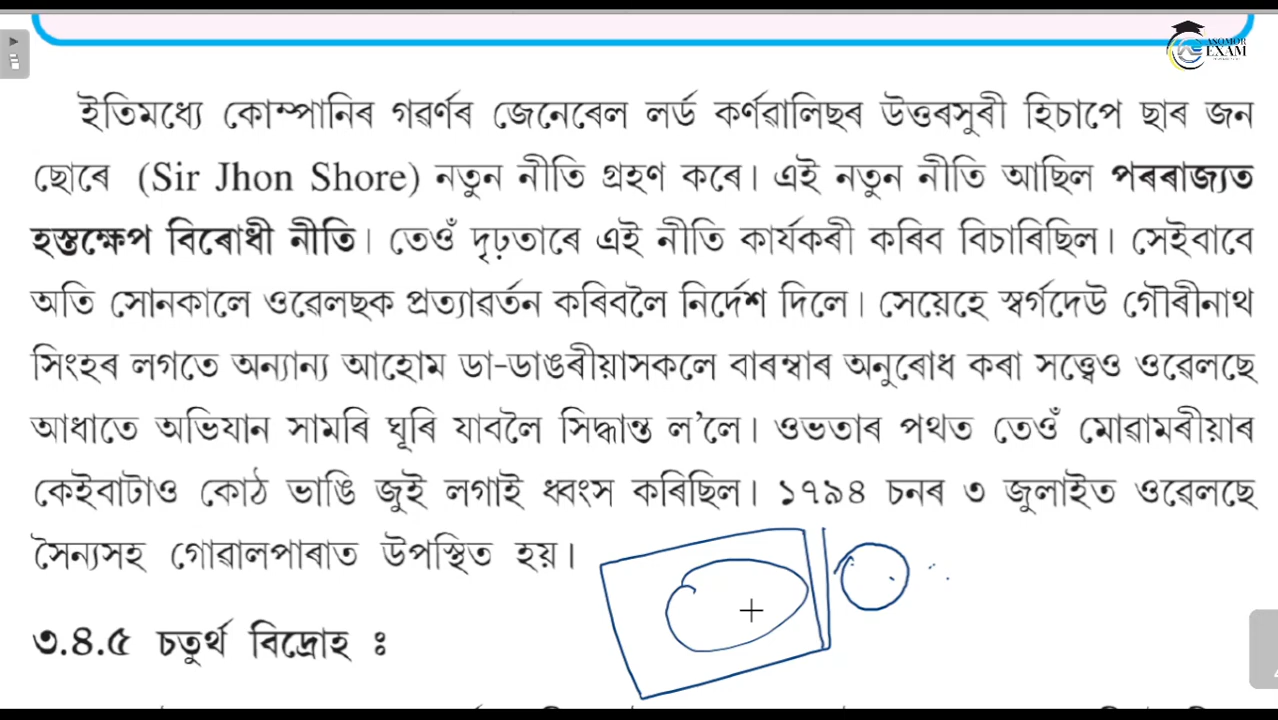 ASOMOR
EXAM
ইতিমধ্যে কোম্পানিৰ গৱৰ্ণৰ জেনেৰেল লৰ্ড কৰ্ণৱালিছৰ উত্তৰসুৰী হিচাপে ছাৰ জন
ছোৰে (Sir Jhon Shore) নতুন নীতি গ্ৰহণ কৰে। এই নতুন নীতি আছিল পৰৰাজ্যত
হস্তক্ষেপ বিৰোধী নীতি। তেওঁ দৃঢ়তাৰে এই নীতি কাৰ্যকৰী কৰিব বিচাৰিছিল। সেইবাবে
অতি সোনকালে ওৱেলছক প্ৰত্যাৱৰ্তন কৰিবলৈ নিৰ্দেশ দিলে। সেয়েহে স্বৰ্গদেউ গৌৰীনাথ
সিংহৰ লগতে অন্যান্য আহোম ডা-ডাঙৰীয়াসকলে বাৰম্বাৰ অনুৰোধ কৰা সত্ত্বেও ওৱেলছে
আধাতে অভিযান সামৰি ঘূৰি যাবলৈ সিদ্ধান্ত ল’লে। ওভতাৰ পথত তেওঁ মোৱামৰীয়াৰ
কেইবাটাও কোঠ ভাঙি জুই লগাই ধ্বংস কৰিছিল। ১৭৯৪ চনৰ ৩ জুলাইত ওৱেলছে
সৈন্যসহ গোৱালপাৰাত উপস্থিত হয়।
৩.৪.৫ চতুৰ্থ বিদ্ৰোহ ঃ